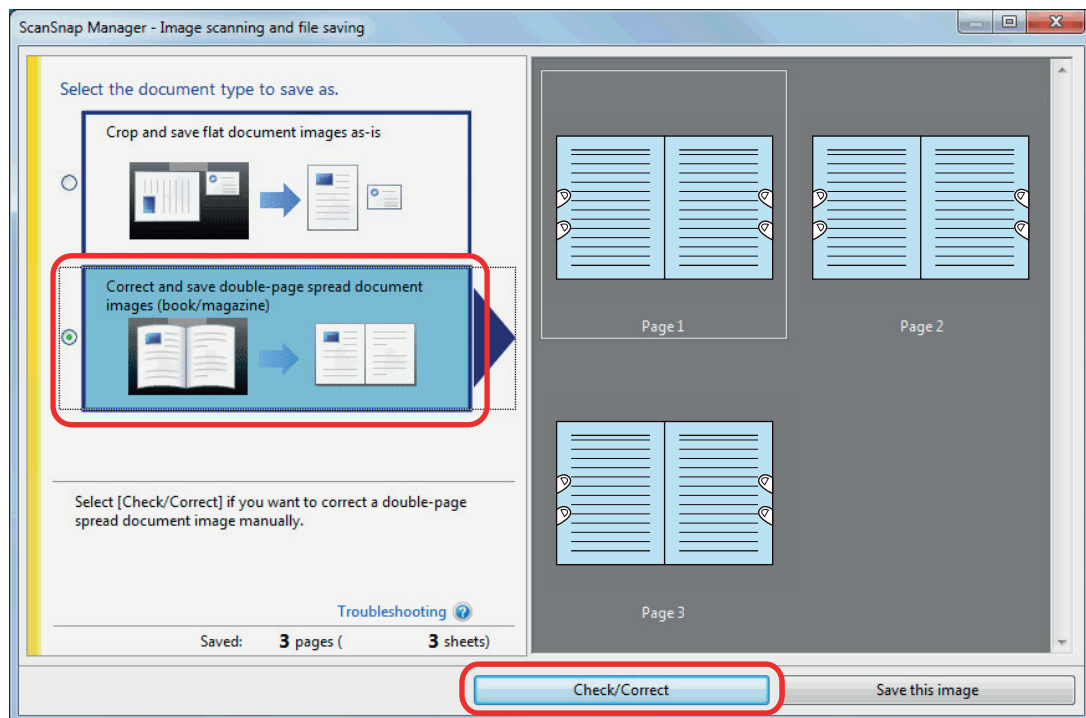 ScanSnap Manager - Image scanning and file saving
Select the document type to save as.
Crop and save flat document images as-is
Correct and save double-page spread document
images (book/magazine)
Select [Check/Correct] if you want to correct a double-page
spread document image manually.
Troubleshooting ?
Saved: 3 pages ( 3 sheets)
Page 1
Page 2
Page 3
Check/Correct
Save this image